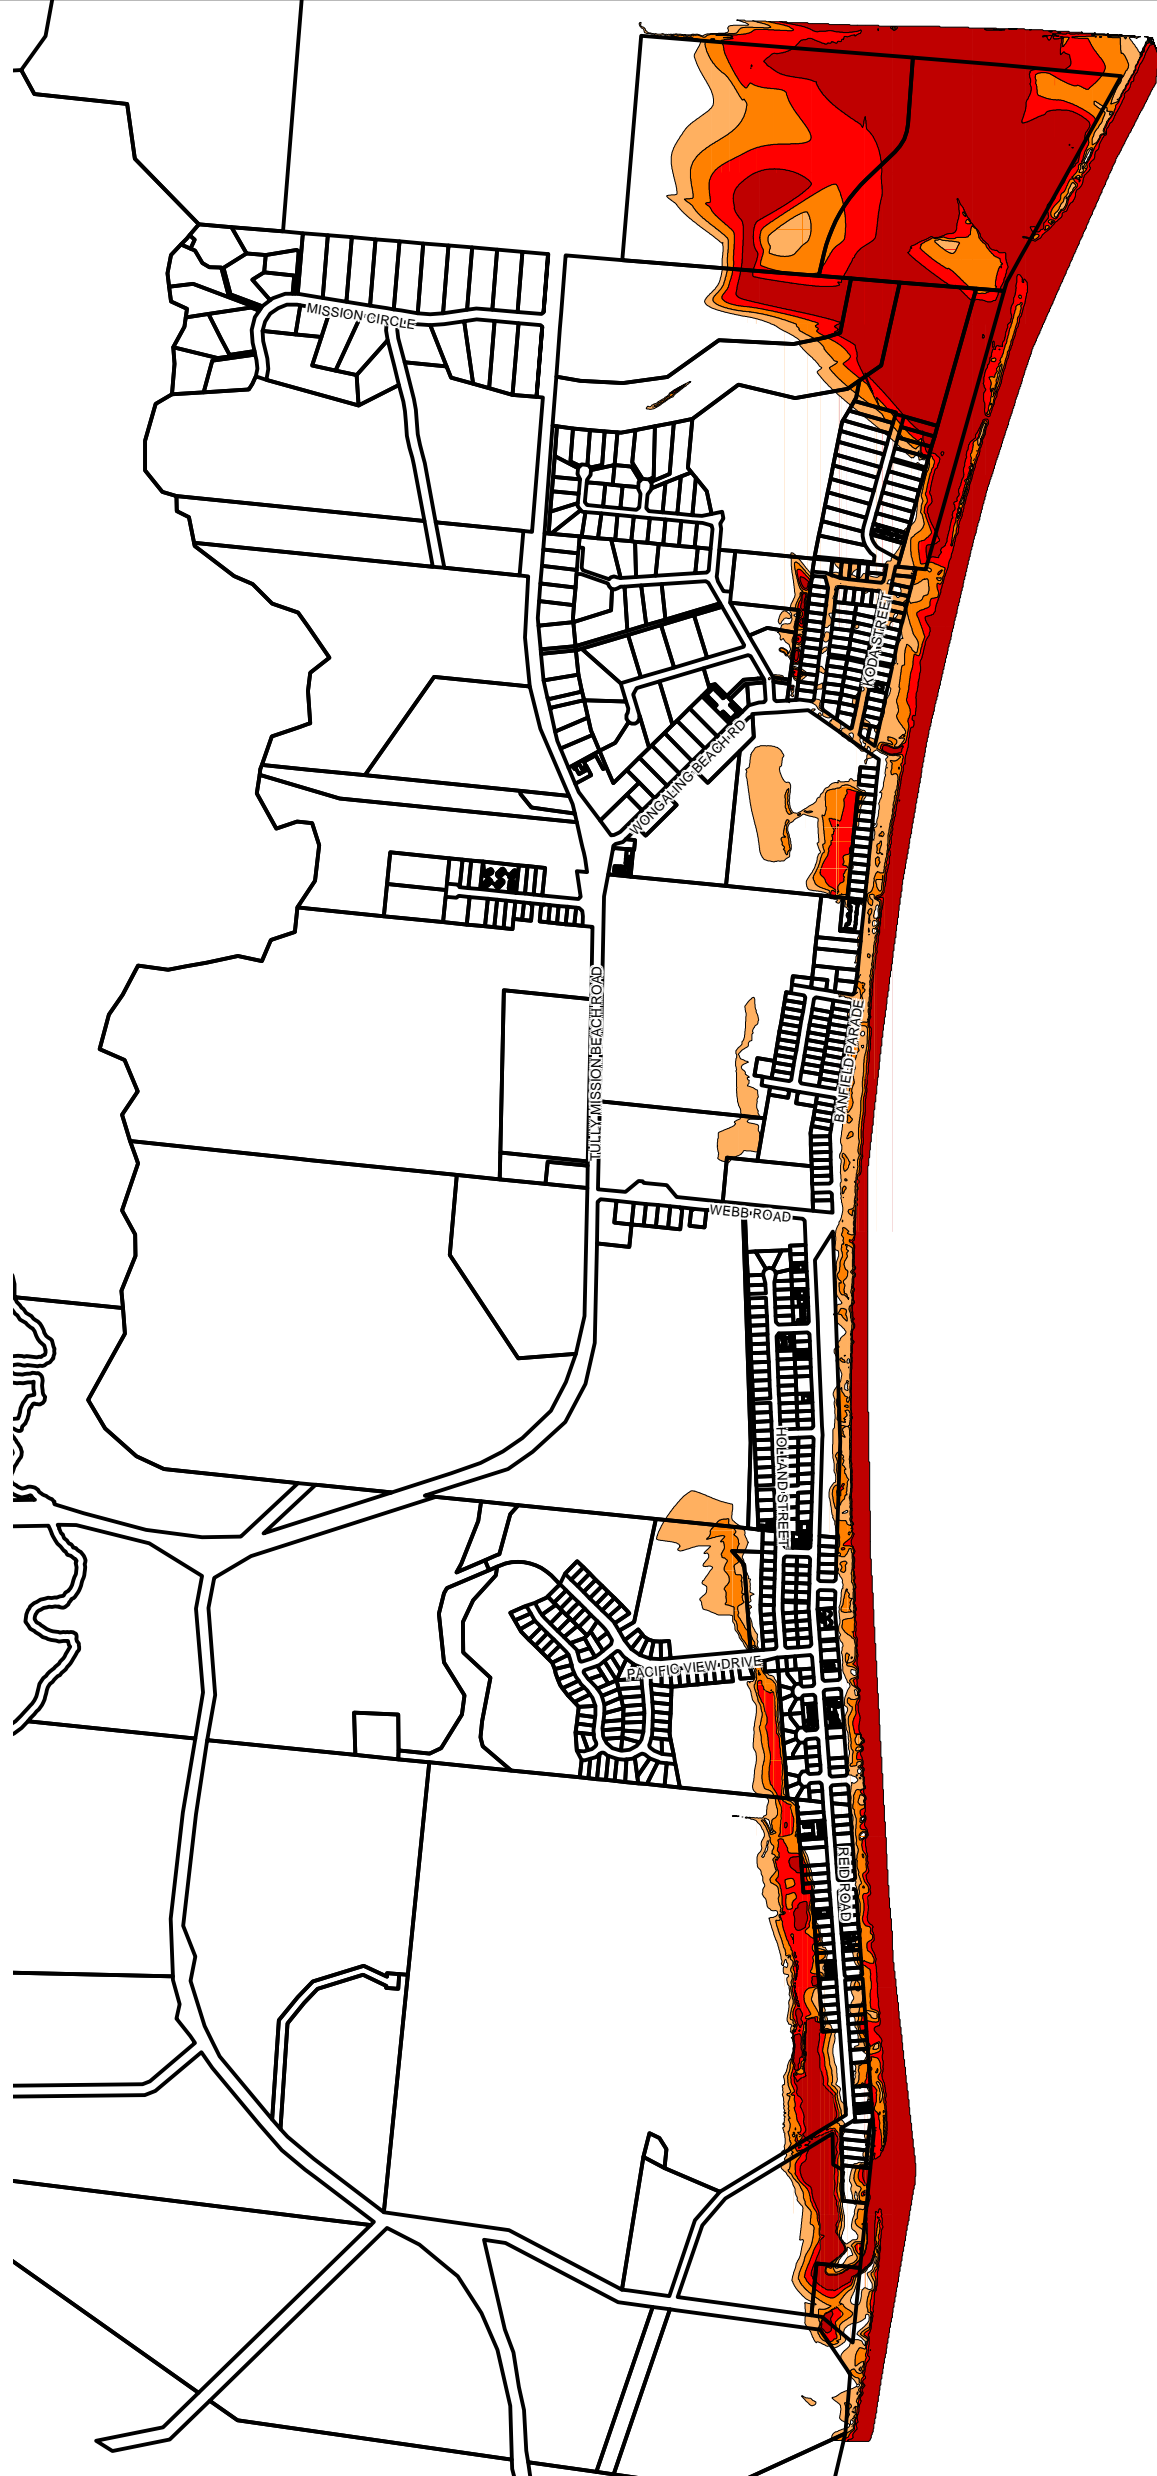 MISSION CIRCLE
KODA STREET
WONGALING BEACH RD
TULLY MISSION BEACH ROAD
BANFIELD PARADE
WEBB ROAD
HOLLAND STREET
PACIFIC VIEW DRIVE
REID ROAD